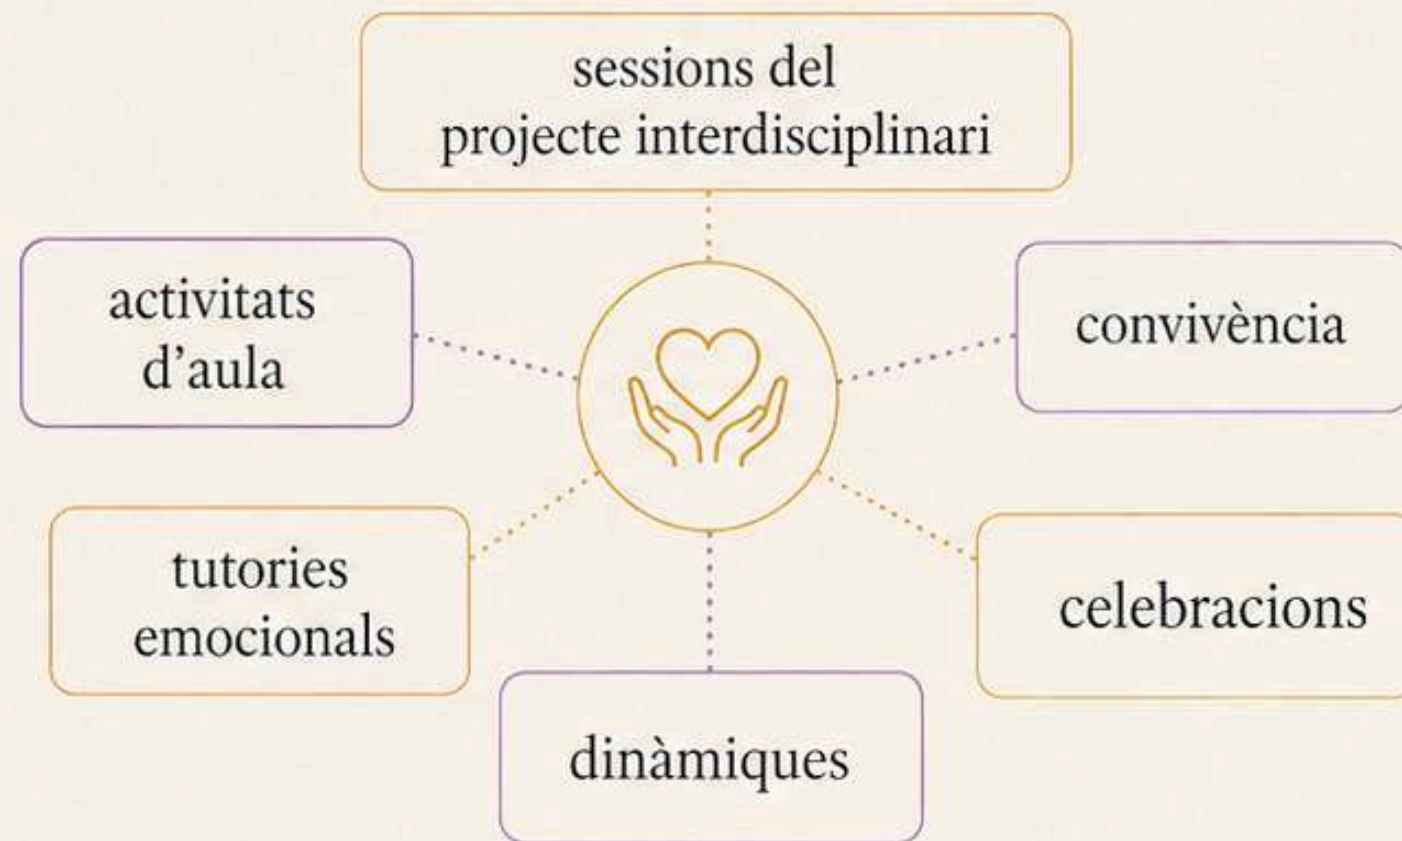 sessions del
projecte interdisciplinari
activitats
d’aula
convivència
tutories
emocionals
celebracions
dinàmiques